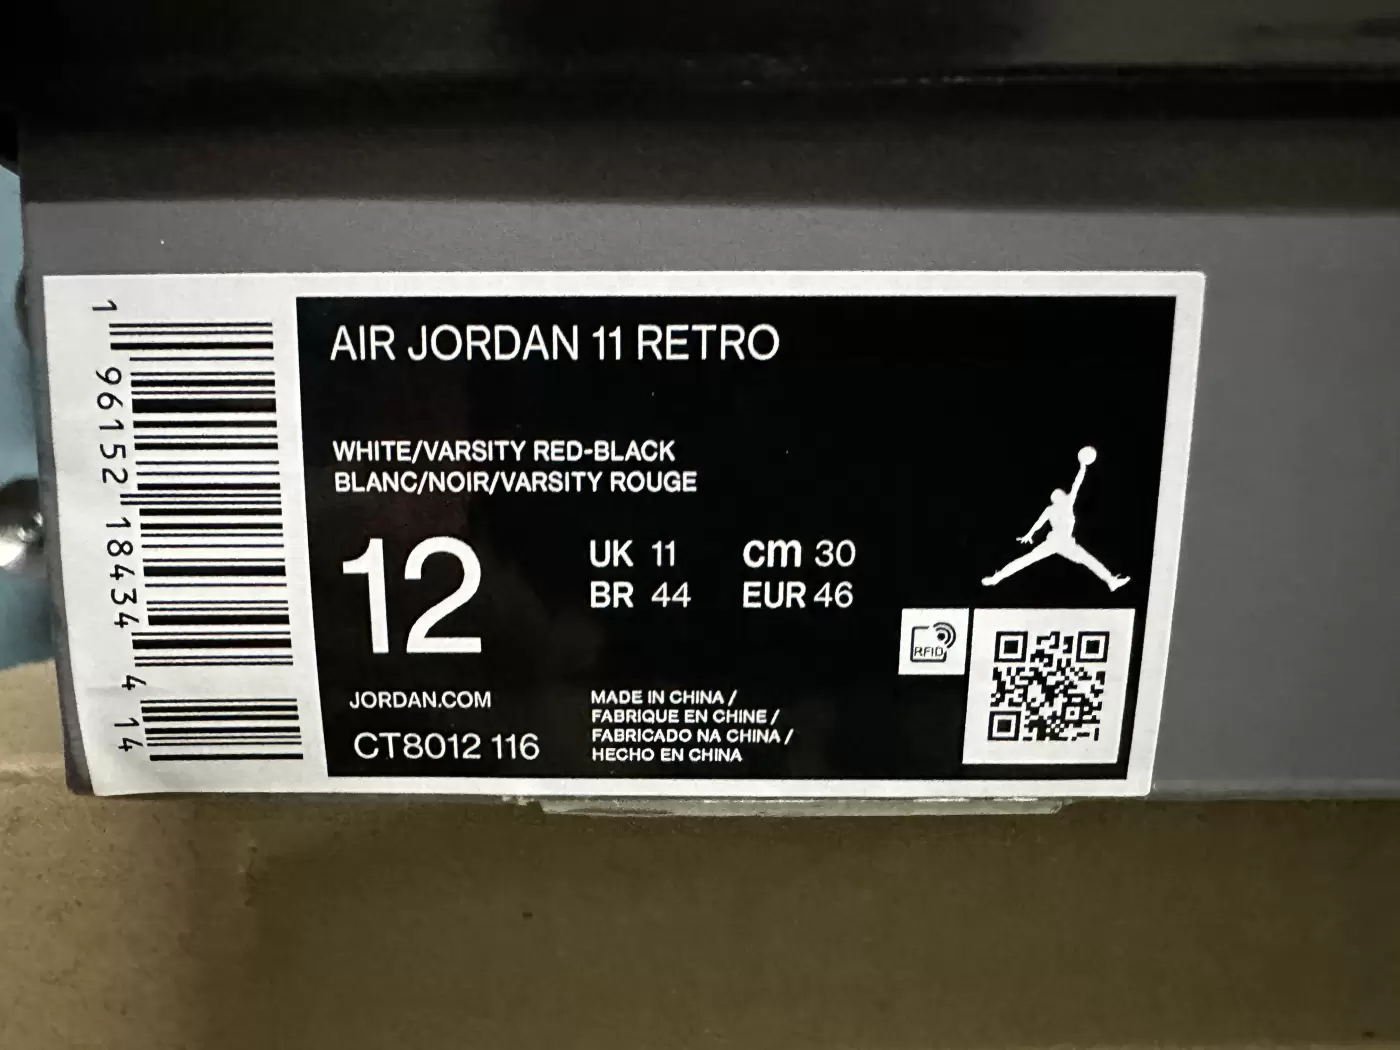 AIR JORDAN 11 RETRO
WHITE/VARSITY RED-BLACK
BLANC/NOIR/VARSITY ROUGE
12
UK 11 cm 30
BR 44 EUR 46
RFID
JORDAN.COM
CT8012 116
MADE IN CHINA /
FABRIQUE EN CHINE /
FABRICADO NA CHINA /
HECHO EN CHINA
1 96152 18434 4 14